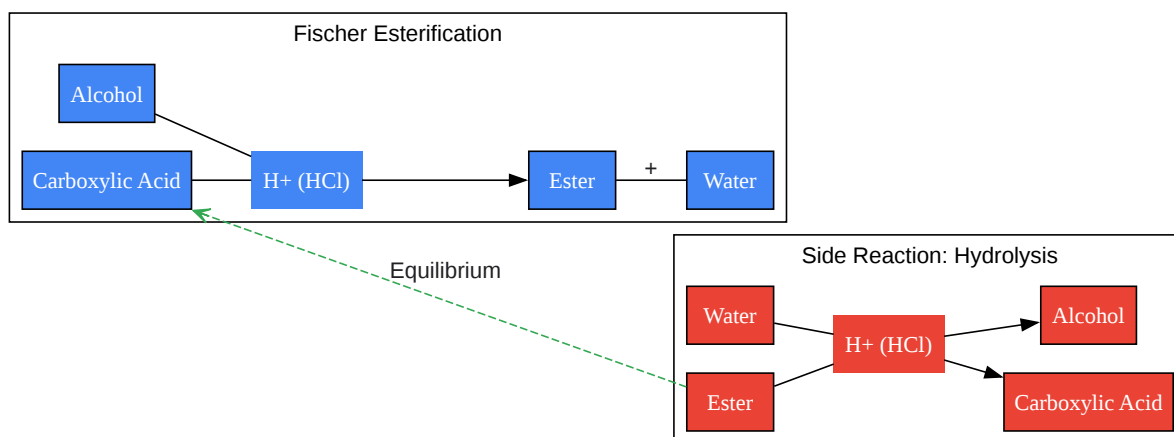 Fischer Esterification
Alcohol
Carboxylic Acid
H+ (HCl)
Ester
+
Water
Equilibrium
Side Reaction: Hydrolysis
Water
Ester
H+ (HCl)
Alcohol
Carboxylic Acid